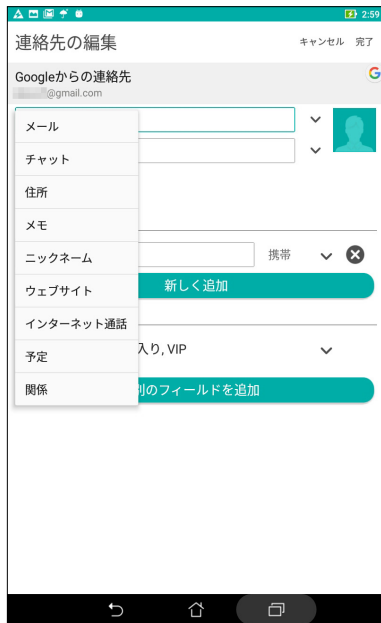 2:59
連絡先の編集
キャンセル 完了
Googleからの連絡先
@gmail.com
G
メール
チャット
住所
メモ
ニックネーム
携帯
ウェブサイト
新しく追加
インターネット通話
予定
入り, VIP
関係
別のフィールドを追加